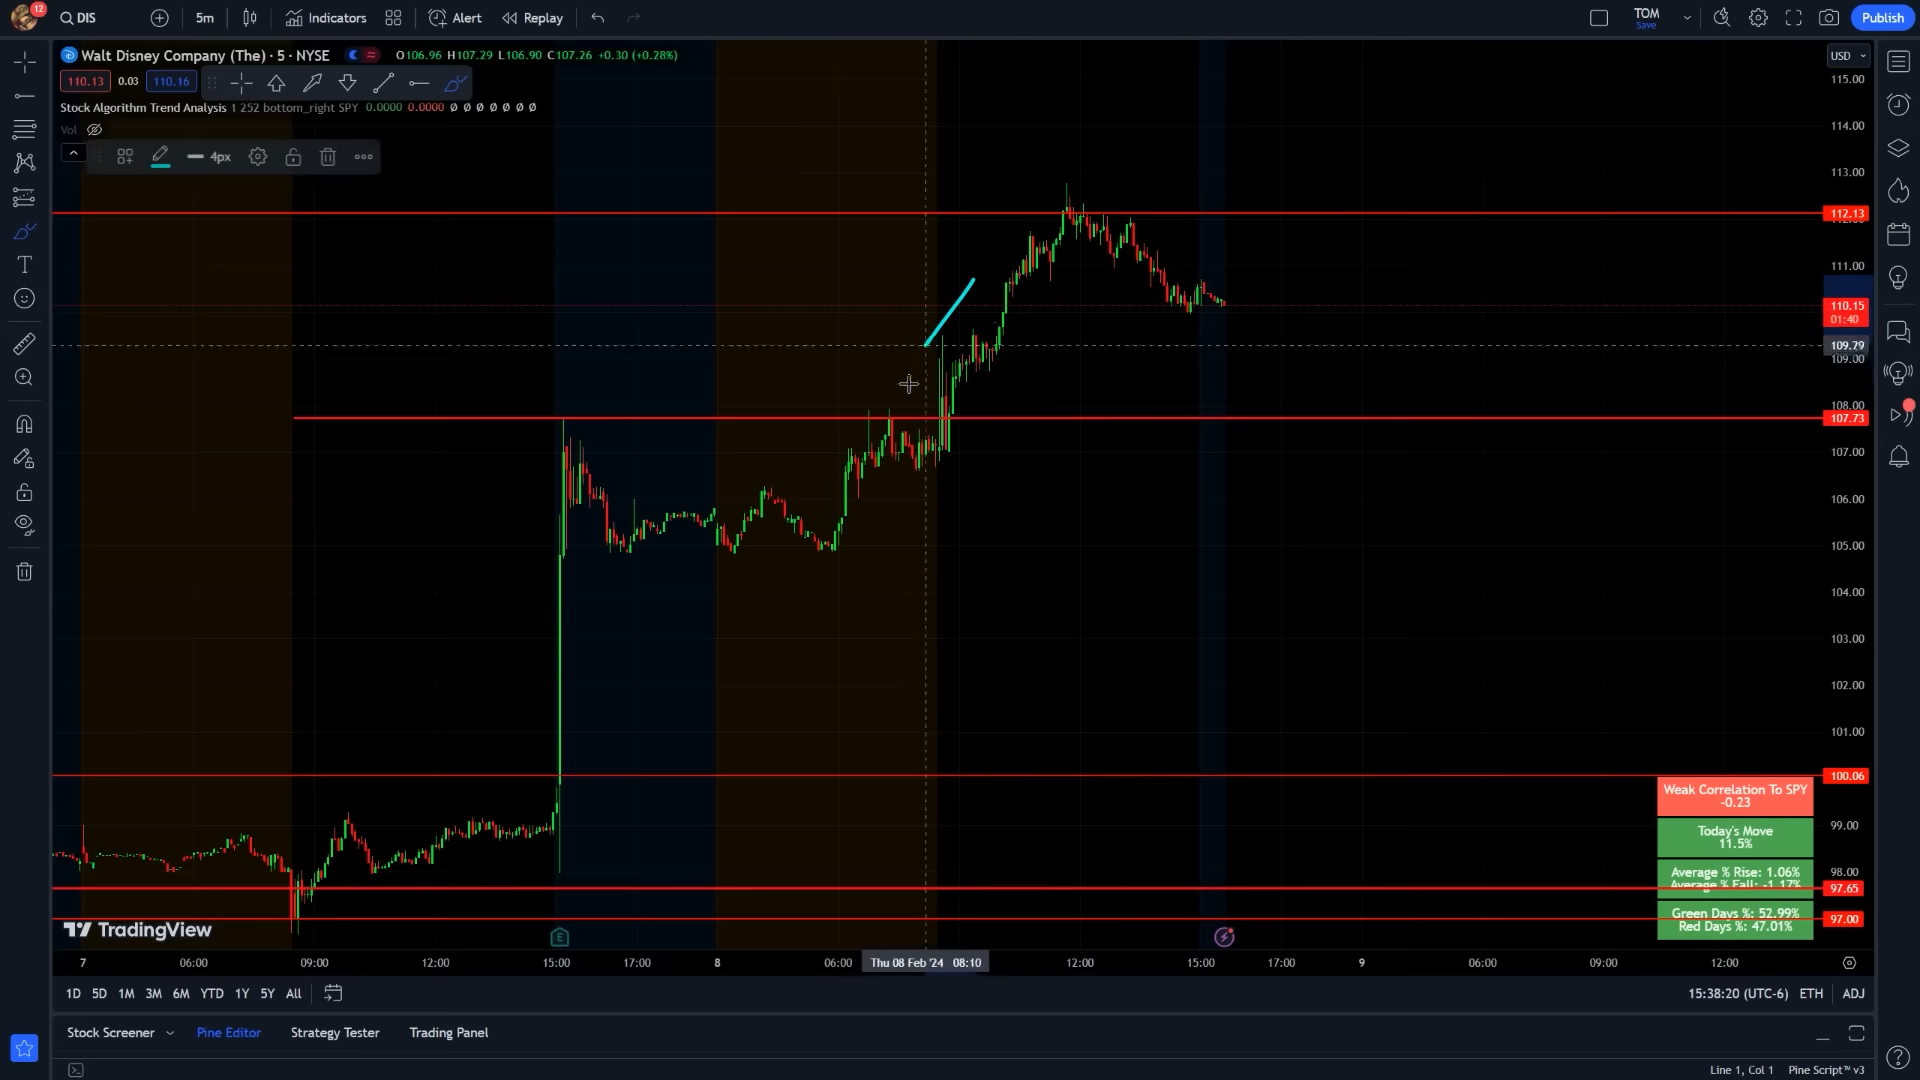 12
DIS
5m
Indicators
Alert
Replay
TOM
Save
Publish
Walt Disney Company (The) · 5 · NYSE
O106.96 H107.29 L106.90 C107.26 +0.30 (+0.28%)
USD
110.13 0.03 110.16
Stock Algorithm Trend Analysis 1 252 bottom_right SPY 0.0000 0.0000 ø ø ø ø ø ø ø
Vol
4px
115.00
114.00
113.00
112.13
111.00
110.15
01:40
109.29
109.00
108.00
107.73
107.00
106.00
105.00
104.00
103.00
102.00
101.00
100.06
99.00
98.00
97.65
97.00
Weak Correlation To SPY
-0.23
Today's Move
11.5%
Average % Rise: 1.06%
Average % Fall: -1.17%
Green Days %: 52.99%
Red Days %: 47.01%
TradingView
E
7 06:00 09:00 12:00 15:00 17:00 8 06:00 Thu 08 Feb '24 08:10 12:00 15:00 17:00 9 06:00 09:00 12:00
1D 5D 1M 3M 6M YTD 1Y 5Y All
15:38:20 (UTC-6) ETH ADJ
Stock Screener Pine Editor Strategy Tester Trading Panel
Line 1, Col 1 Pine Script™ v3